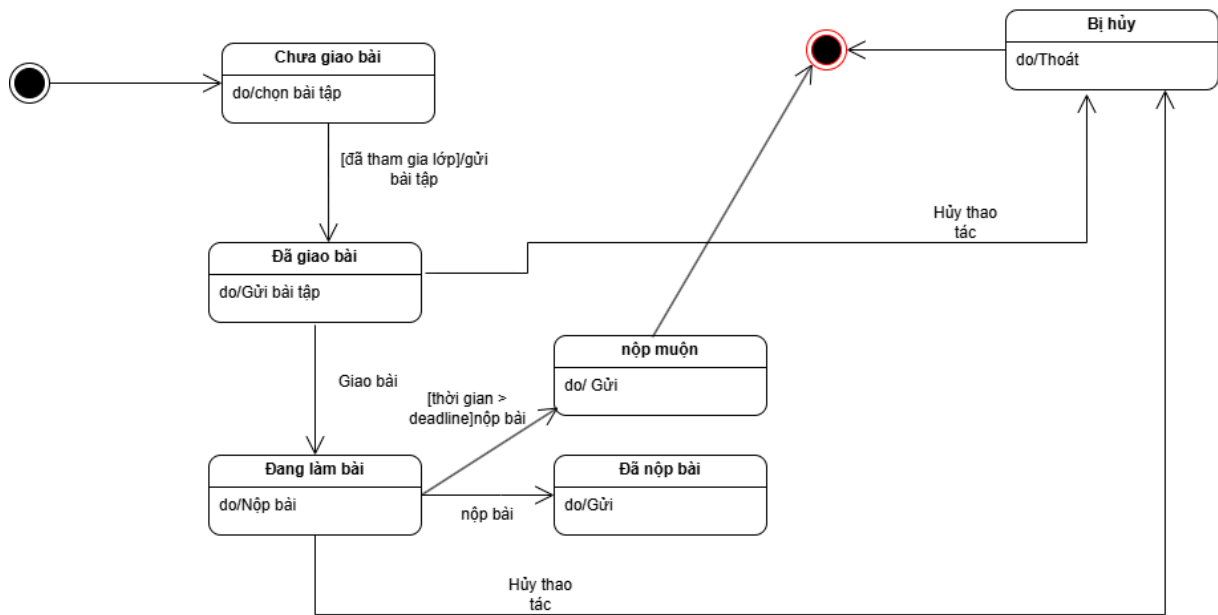 Chưa giao bài
do/chọn bài tập
Bị hủy
do/Thoát
[đã tham gia lớp]/gửi
bài tập
Hủy thao
tác
Đã giao bài
do/Gửi bài tập
Giao bài
nộp muộn
do/ Gửi
[thời gian >
deadline]nộp bài
Đang làm bài
do/Nộp bài
Đã nộp bài
do/Gửi
nộp bài
Hủy thao
tác